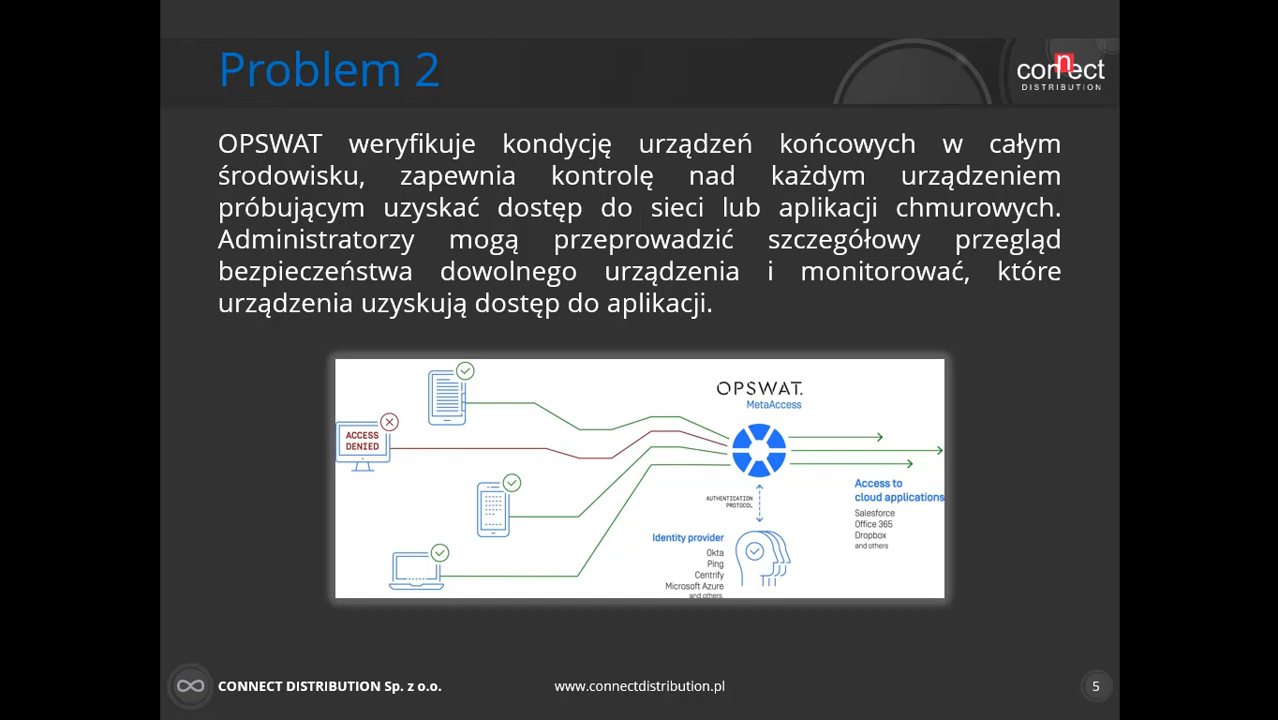 Problem 2
connect
DISTRIBUTION
OPSWAT weryfikuje kondycję urządzeń końcowych w całym
środowisku, zapewnia kontrolę nad każdym urządzeniem
próbującym uzyskać dostęp do sieci lub aplikacji chmurowych.
Administratorzy mogą przeprowadzić szczegółowy przegląd
bezpieczeństwa dowolnego urządzenia i monitorować, które
urządzenia uzyskują dostęp do aplikacji.
OPSWAT.
MetaAccess
ACCESS
DENIED
AUTHENTICATION
PROTOCOL
Access to
cloud applications
Salesforce
Office 365
Dropbox
and others
Identity provider
Okta
Ping
Centrify
Microsoft Azure
and others
CONNECT DISTRIBUTION Sp. z o.o.
www.connectdistribution.pl
5